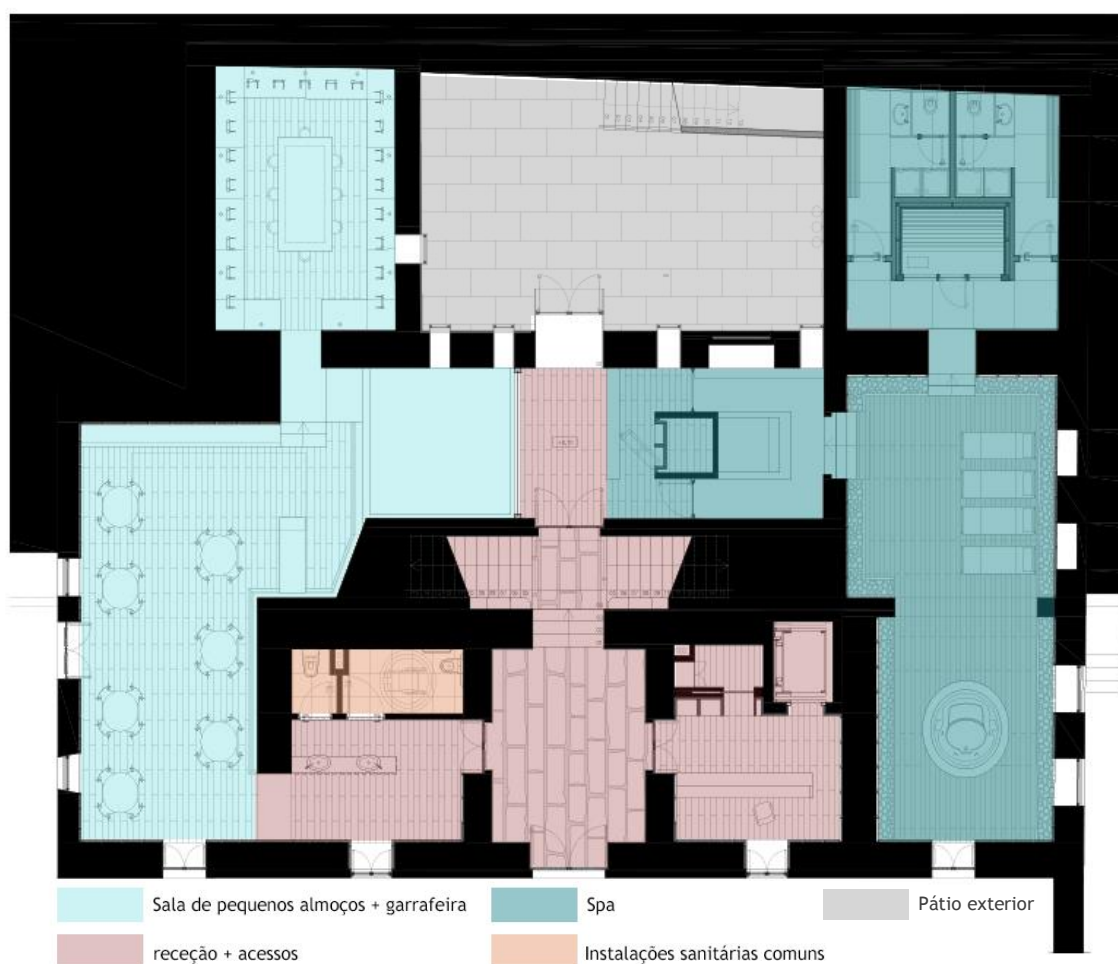 Sala de pequenos almoços + garrafeira
Spa
Pátio exterior
receção + acessos
Instalações sanitárias comuns